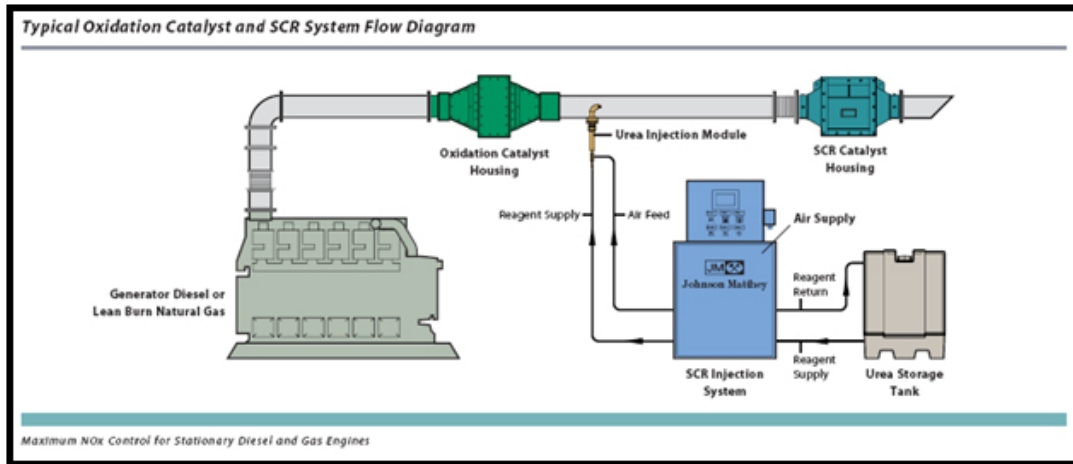 Typical Oxidation Catalyst and SCR System Flow Diagram
Urea Injection Module
Oxidation Catalyst
Housing
SCR Catalyst
Housing
Reagent Supply
Air Feed
Air Supply
JM
Johnson Matthey
Generator Diesel or
Lean Burn Natural Gas
Reagent
Return
Reagent
Supply
SCR Injection
System
Urea Storage
Tank
Maximum NOx Control for Stationary Diesel and Gas Engines